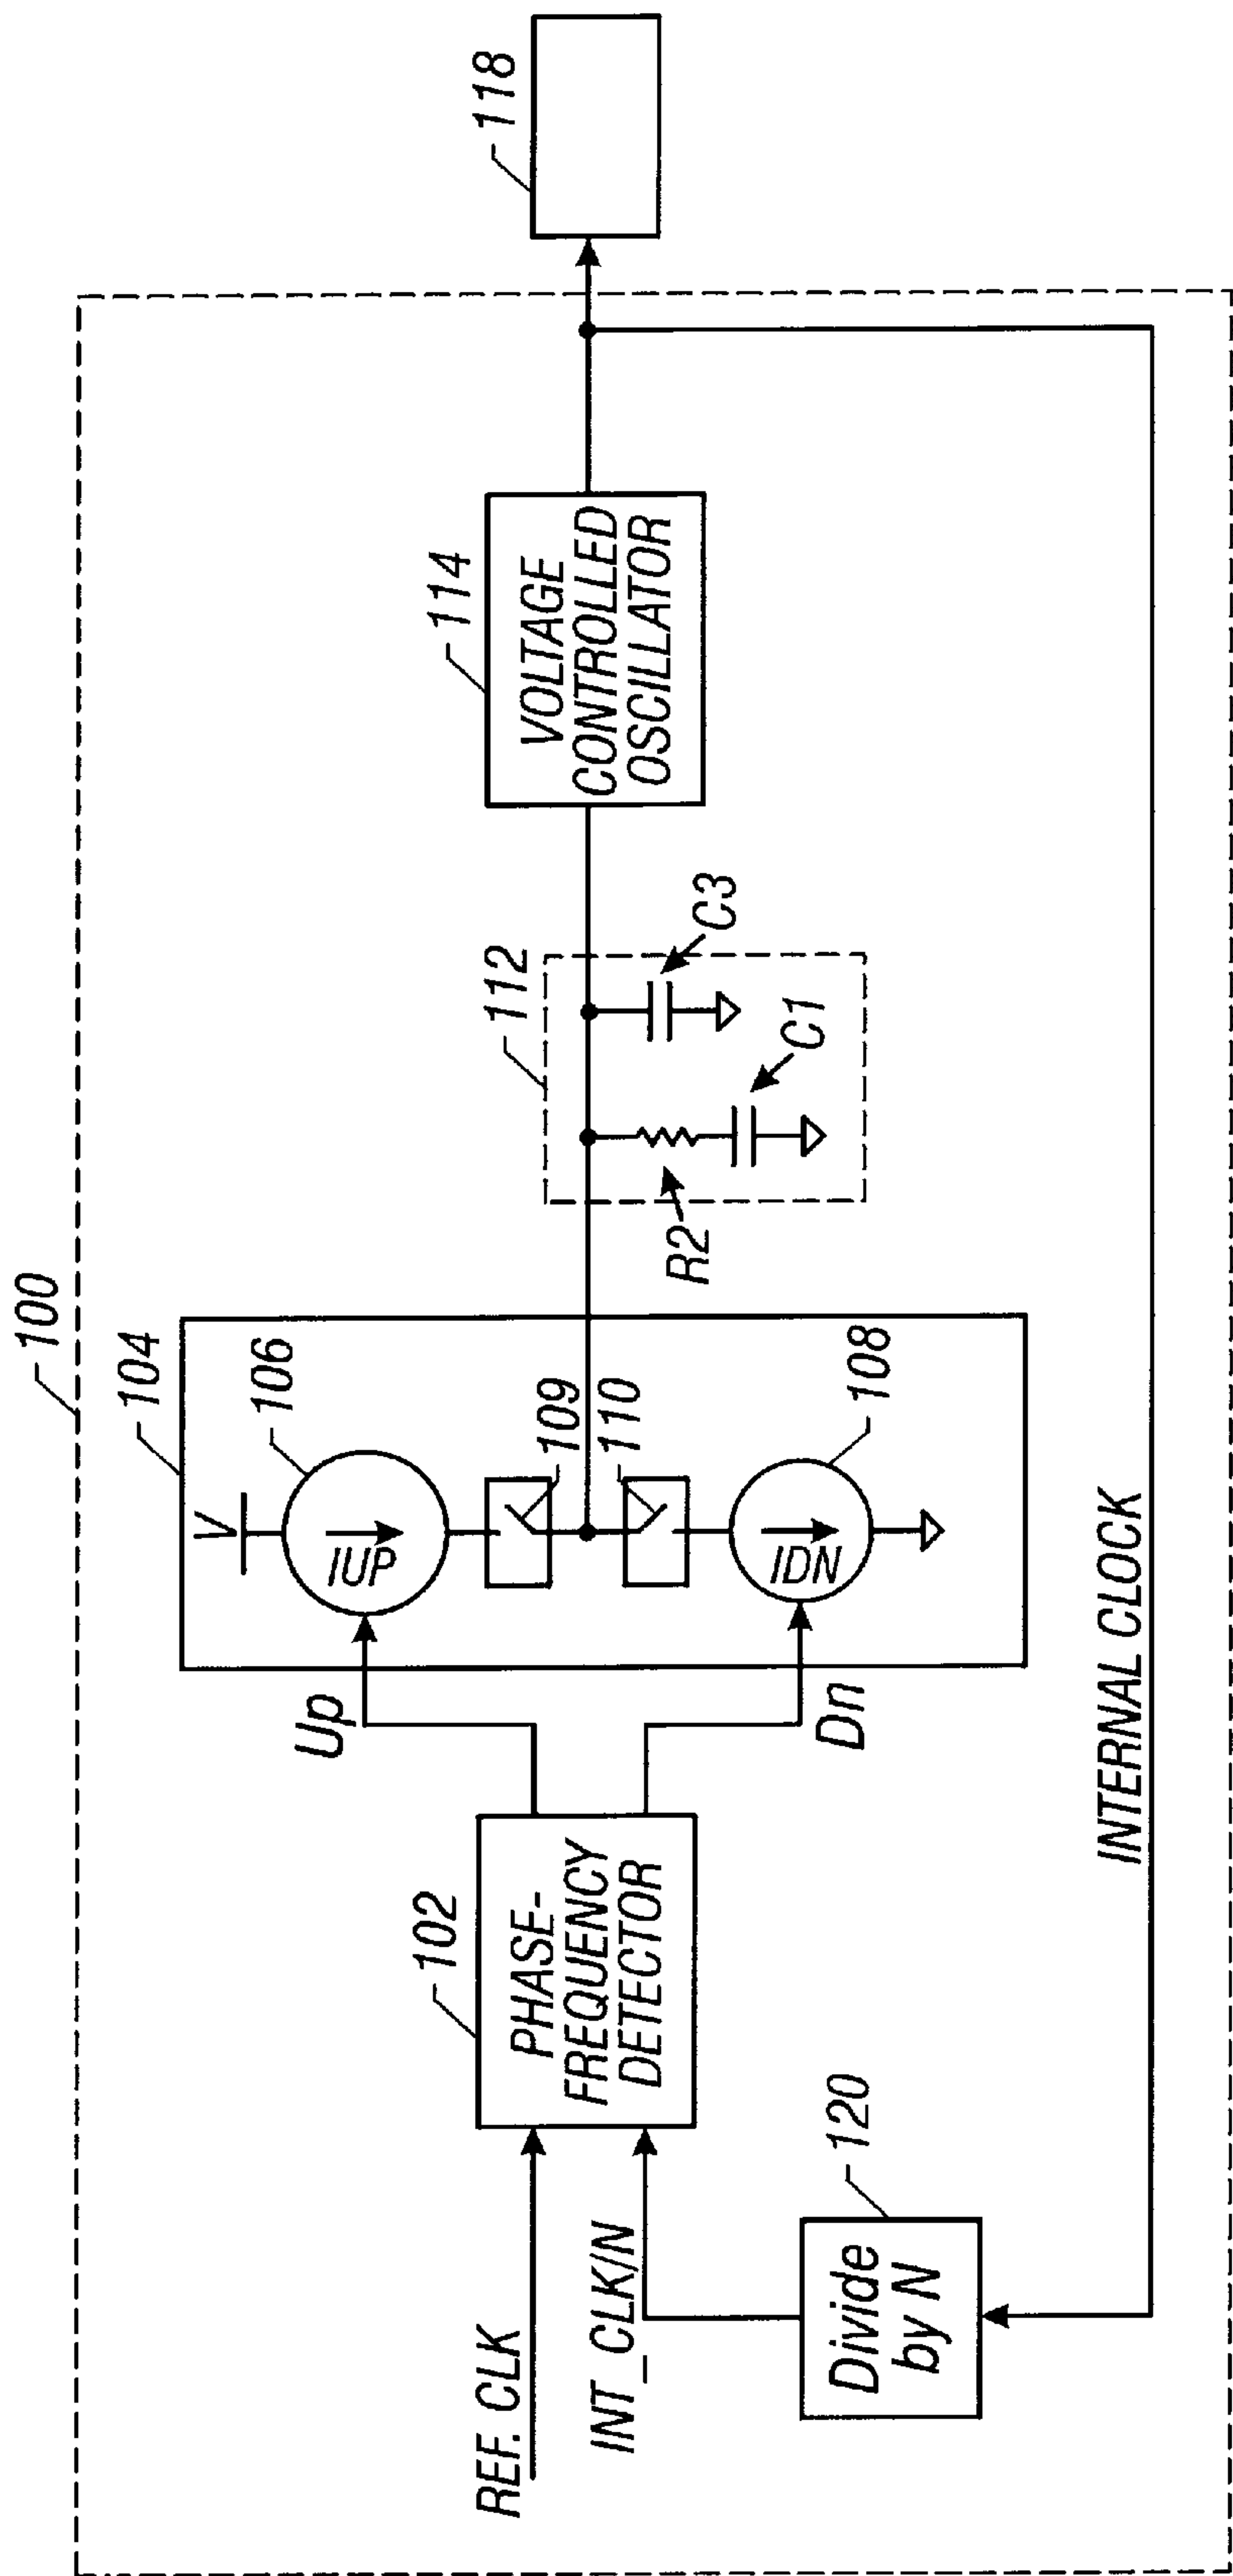 100
104
106
V
IUP
109
110
IDN
108
Up
Dn
102
PHASE-
FREQUENCY
DETECTOR
REF. CLK
INT_CLK/N
120
Divide
by N
INTERNAL CLOCK
112
C3
C1
R2
114
VOLTAGE
CONTROLLED
OSCILLATOR
118